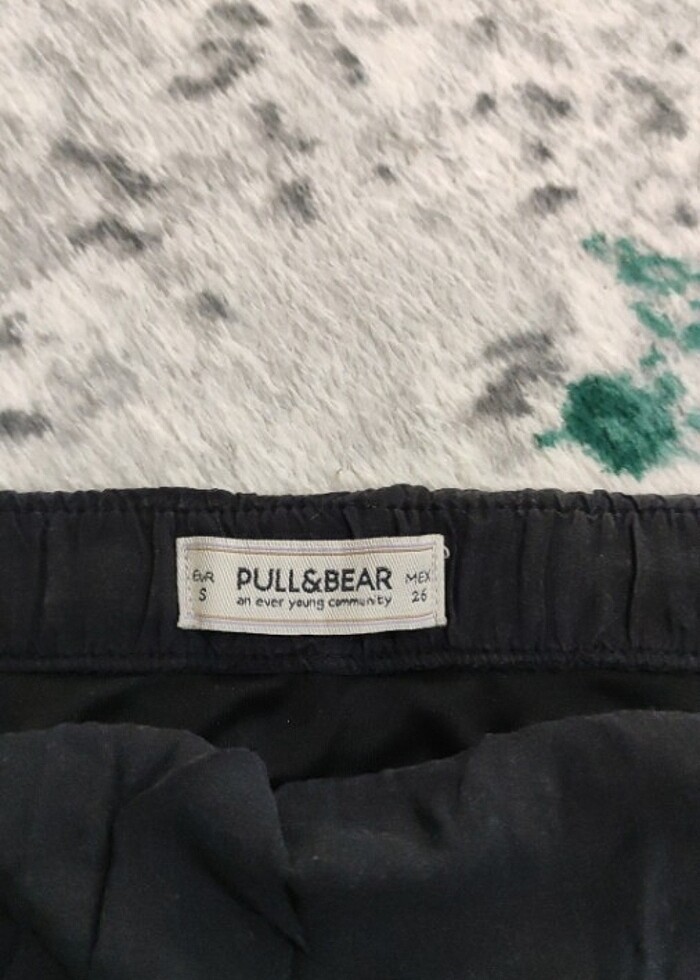 EUR
S
PULL&BEAR
an ever young community
MEX
26